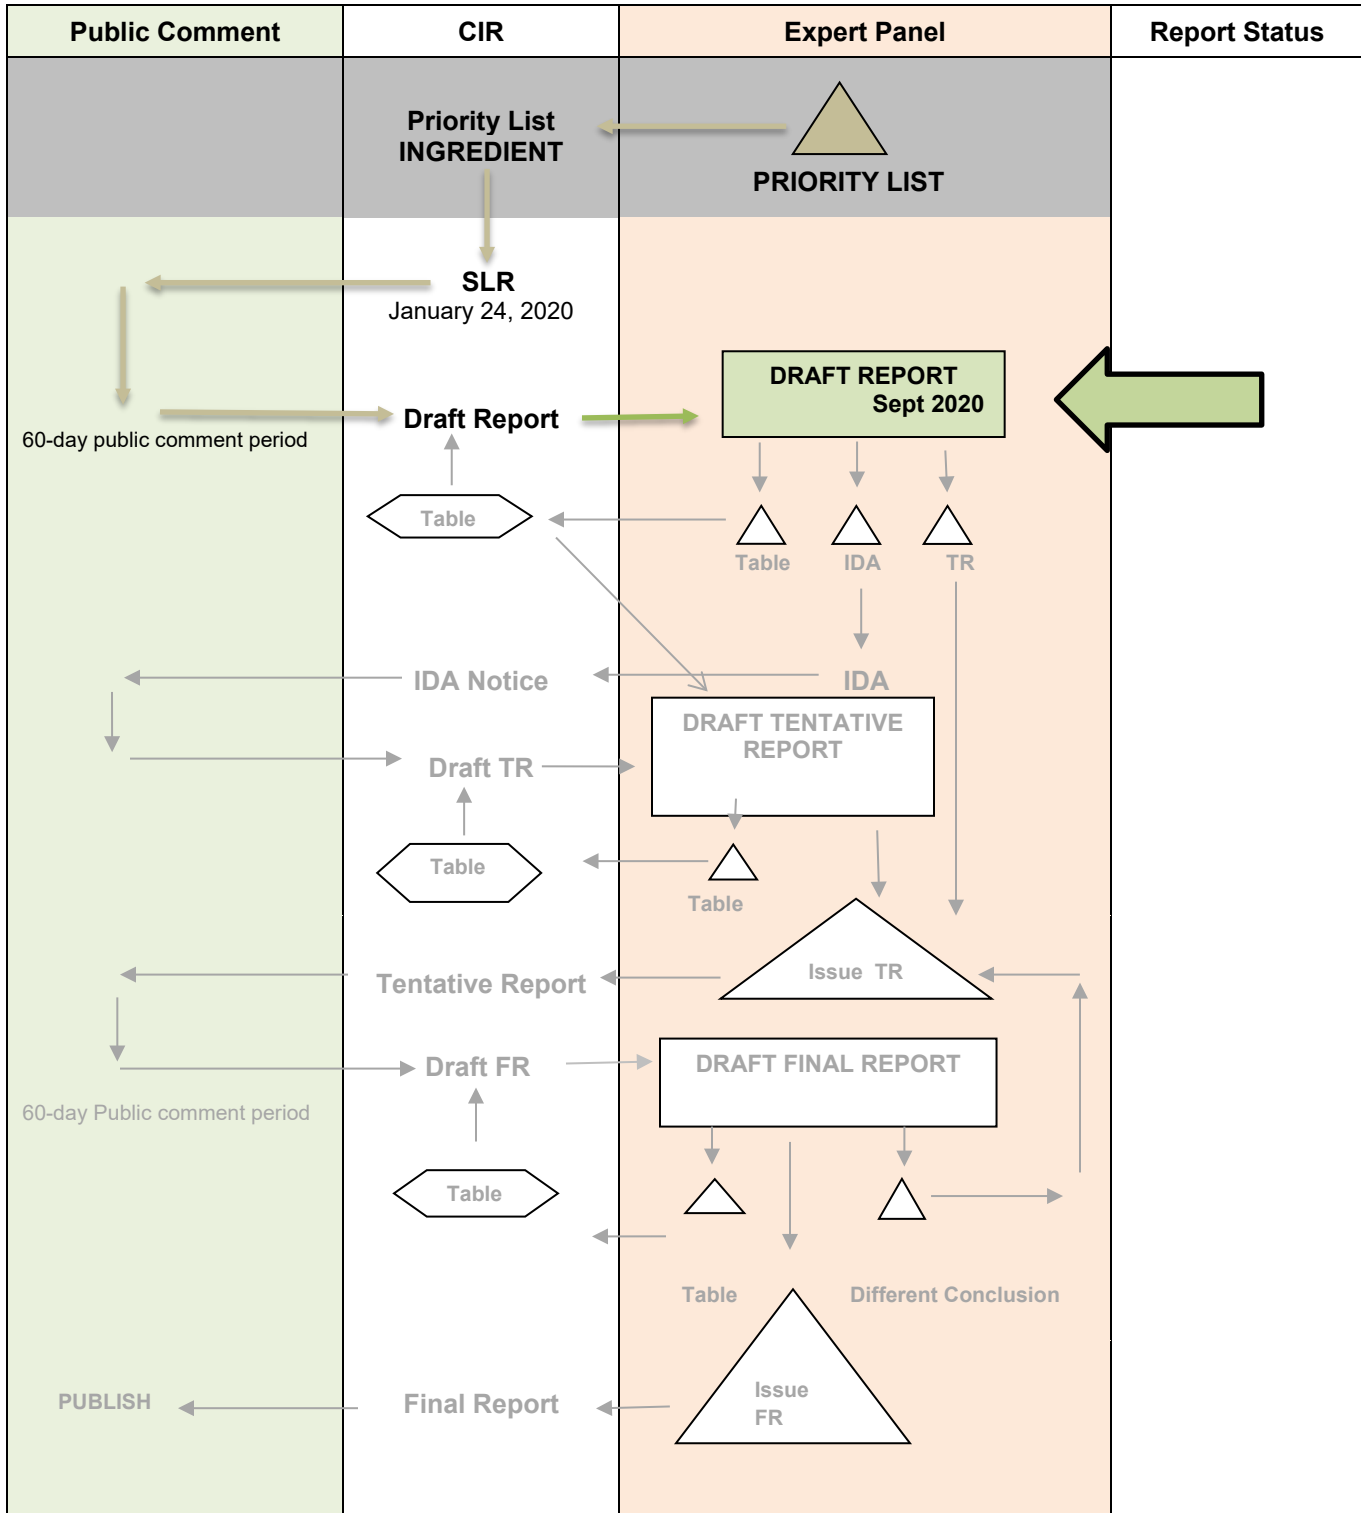 Public Comment
CIR
Expert Panel
Report Status
Priority List
INGREDIENT
PRIORITY LIST
SLR
January 24, 2020
60-day public comment period
Draft Report
DRAFT REPORT
Sept 2020
Table
Table
IDA
TR
IDA Notice
IDA
DRAFT TENTATIVE
REPORT
Draft TR
Table
Table
Issue TR
Tentative Report
Draft FR
DRAFT FINAL REPORT
60-day Public comment period
Table
Table
Different Conclusion
PUBLISH
Final Report
Issue
FR